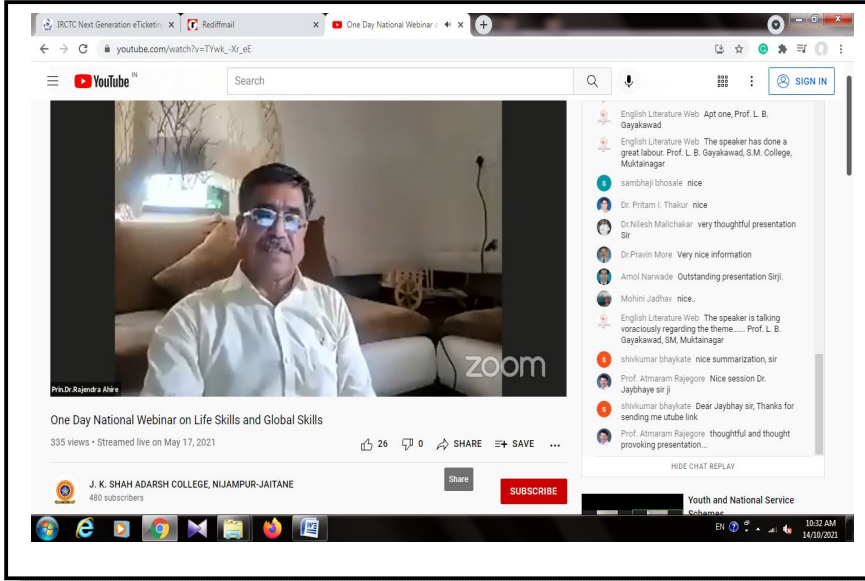 IRCTC Next Generation eTicketin
Rediffmail
One Day National Webinar o
youtube.com/watch?v=TYwk_-Xr_eE
YouTube IN
Search
SIGN IN
zoom
Prin.Dr.Rajendra Ahire
One Day National Webinar on Life Skills and Global Skills
335 views • Streamed live on May 17, 2021
26
0
SHARE
SAVE
J. K. SHAH ADARSH COLLEGE, NIJAMPUR-JAITANE
480 subscribers
Share
SUBSCRIBE
English Literature Web Apt one, Prof. L. B.
Gayakawad
English Literature Web The speaker has done a
great labour. Prof. L. B. Gayakawad, S.M. College,
Muktainagar
s sambhaji bhosale nice
Dr. Pritam I. Thakur nice
Dr.Nilesh Malichakar very thoughtful presentation
Sir
Dr.Pravin More Very nice information
Amol Narwade Outstanding presentation Sirji.
Mohini Jadhav nice..
English Literature Web The speaker is talking
voraciously regarding the theme...... Prof. L. B.
Gayakawad, SM, Muktainagar
s shivkumar bhaykate nice summarization, sir
Prof. Atmaram Rajegore Nice session Dr.
Jaybhaye sir ji
s shivkumar bhaykate Dear Jaybhay sir, Thanks for
sending me utube link
Prof. Atmaram Rajegore thoughtful and thought
provoking presentation...
HIDE CHAT REPLAY
Youth and National Service
Schemes
EN
10:32 AM
14/10/2021